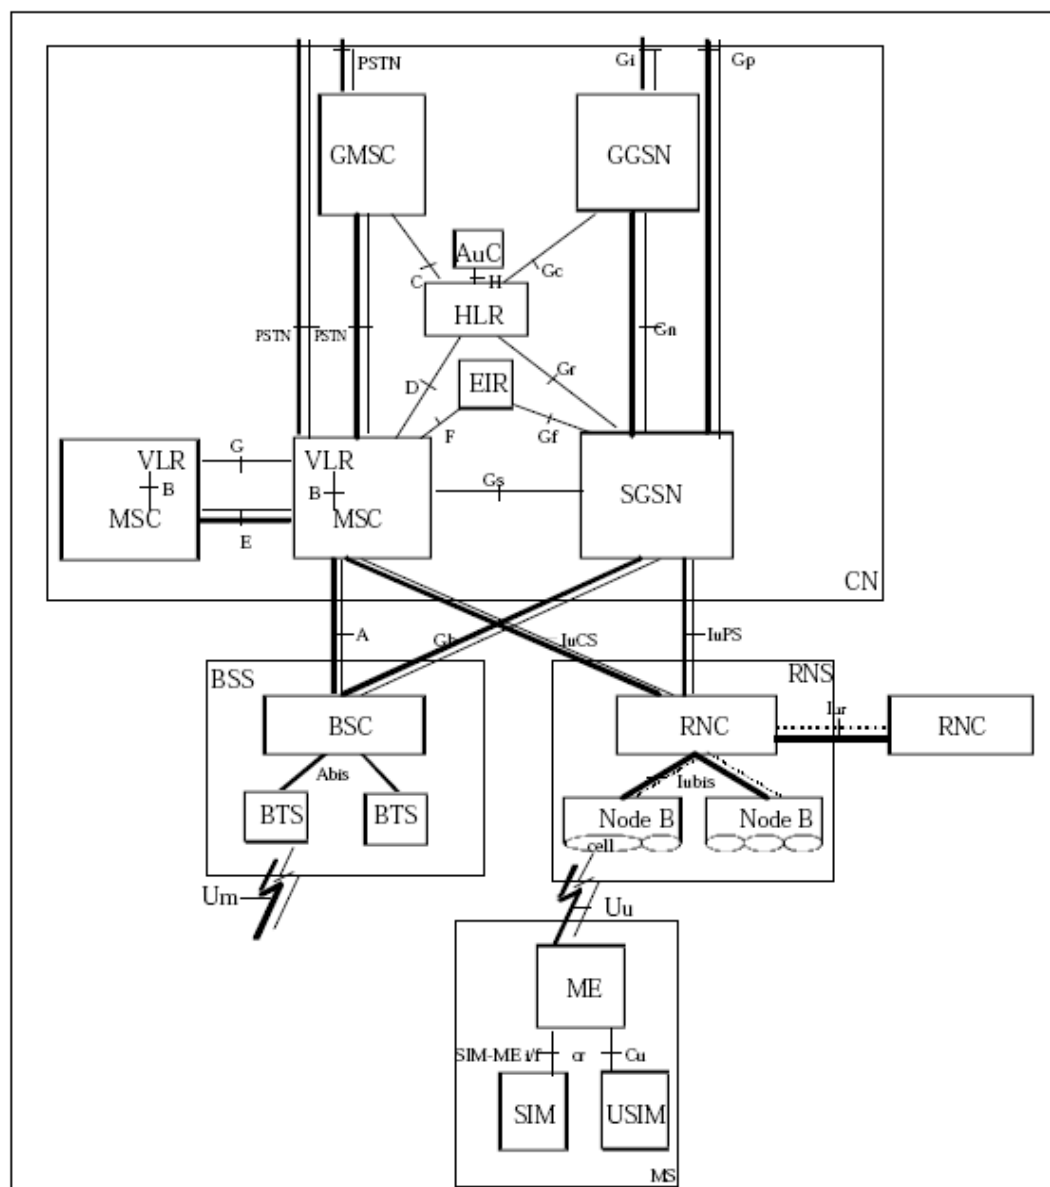 PSTN
Gi
Gp
GMSC
GGSN
AuC
C
H
Gc
HLR
PSTN
PSTN
Gn
D
EIR
Gr
F
Gf
G
VLR
VLR
B
B
Gs
SGSN
MSC
MSC
E
CN
A
Gb
IuCS
IuPS
BSS
RNS
BSC
RNC
Iur
RNC
Abis
Iubis
BTS
BTS
Node B
Node B
cell
Um
Uu
ME
SIM-ME i/f
or
Cu
SIM
USIM
MS